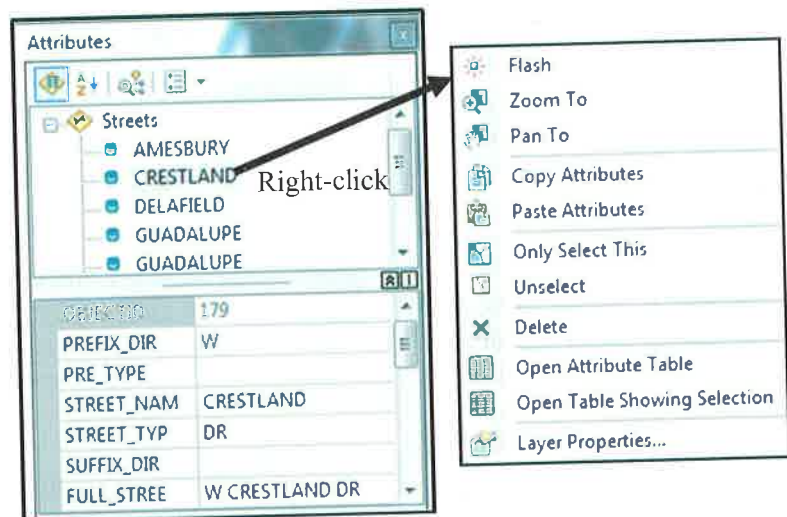 Attributes
Streets
AMESBURY
CRESTLAND
DELAFIELD
GUADALUPE
GUADALUPE
OBJECTID 179
PREFIX_DIR W
PRE_TYPE
STREET_NAM CRESTLAND
STREET_TYP DR
SUFFIX_DIR
FULL_STREE W CRESTLAND DR
Right-click
Flash
Zoom To
Pan To
Copy Attributes
Paste Attributes
Only Select This
Unselect
Delete
Open Attribute Table
Open Table Showing Selection
Layer Properties...